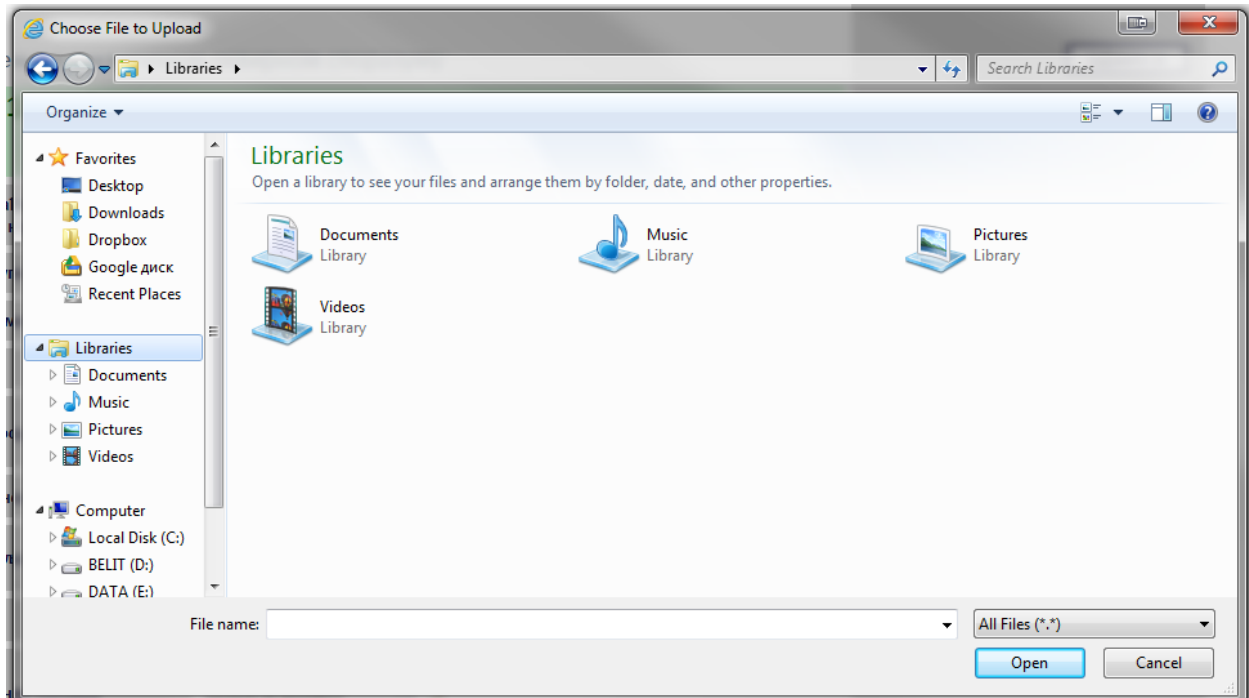 Choose File to Upload
Libraries
Search Libraries
Organize
Favorites
Desktop
Downloads
Dropbox
Google диск
Recent Places
Libraries
Documents
Music
Pictures
Videos
Computer
Local Disk (C:)
BELIT (D:)
DATA (E:)
Libraries
Open a library to see your files and arrange them by folder, date, and other properties.
Documents
Library
Music
Library
Pictures
Library
Videos
Library
File name:
All Files (*.*)
Open
Cancel